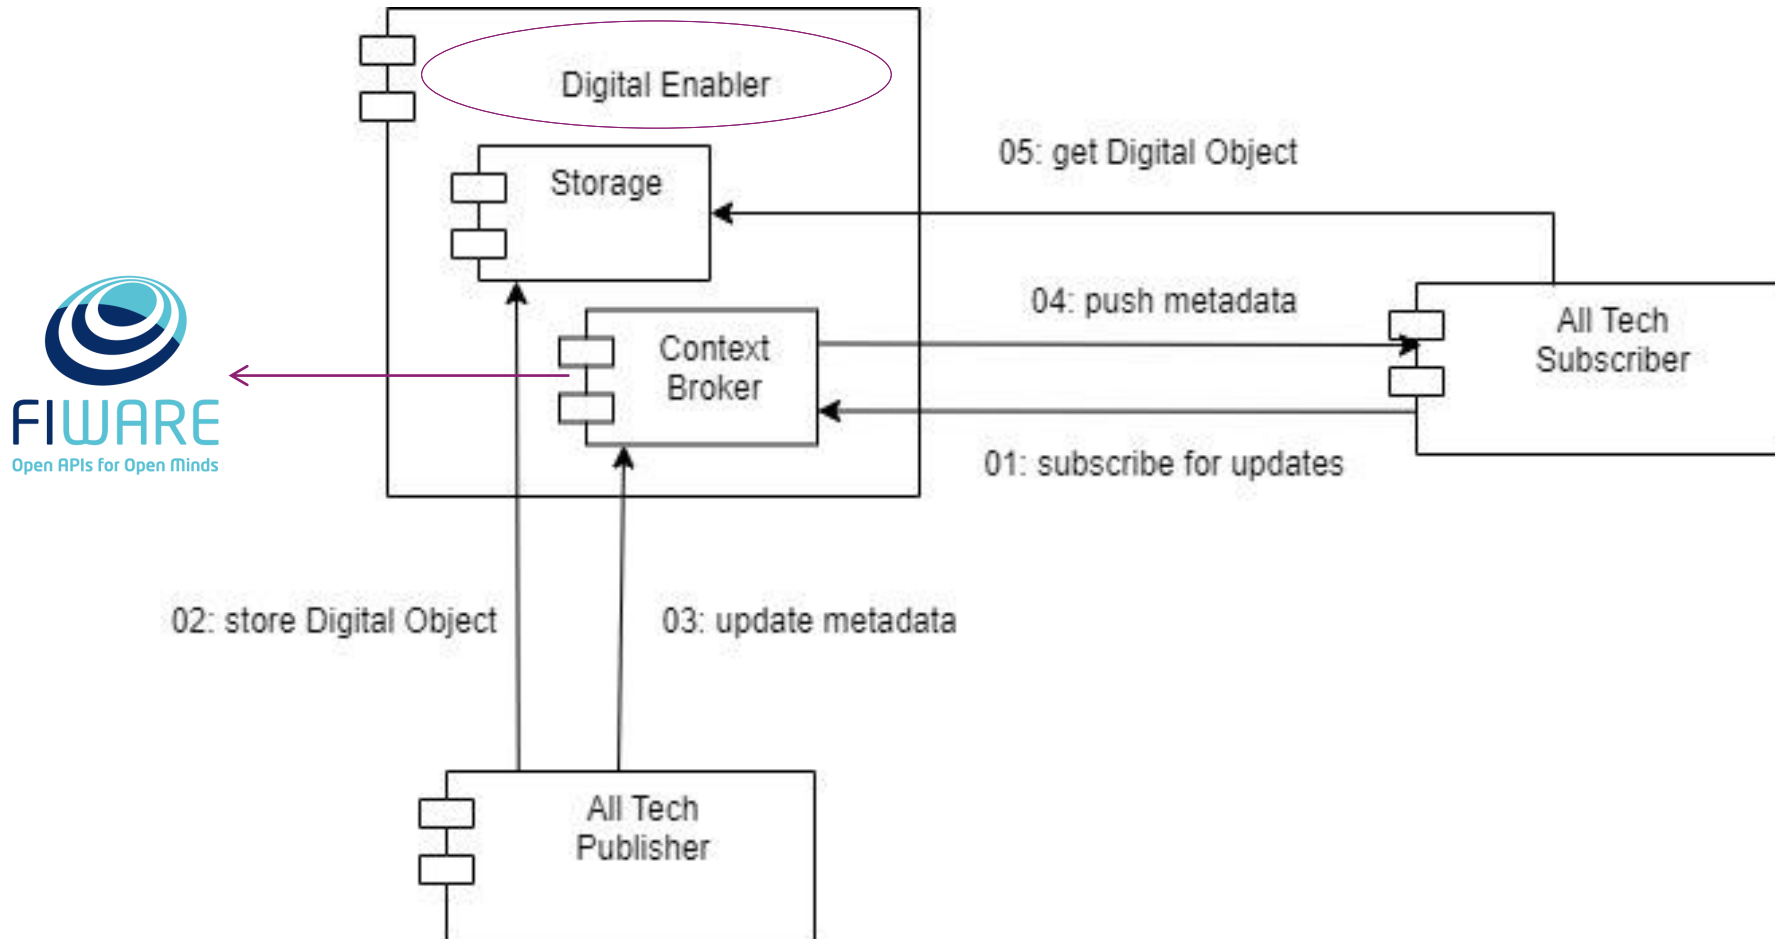 Digital Enabler
Storage
05: get Digital Object
04: push metadata
All Tech
Subscriber
Context
Broker
FIWARE
Open APIs for Open Minds
01: subscribe for updates
02: store Digital Object
03: update metadata
All Tech
Publisher